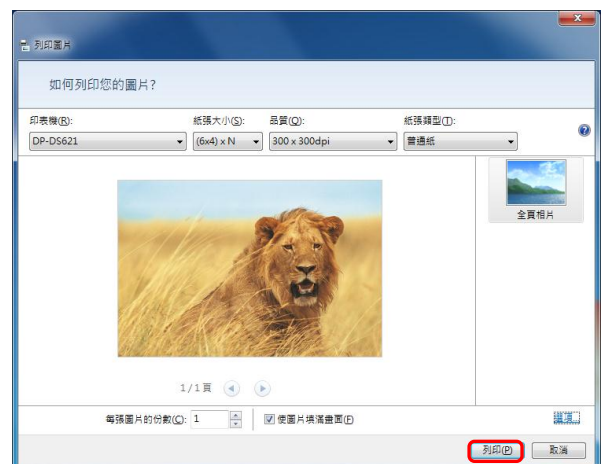 列印圖片
如何列印您的圖片?
印表機(R): 紙張大小(S): 品質(Q): 紙張類型(T):
DP-DS621 (6x4) x N 300 x 300dpi 普通紙
全頁相片
1/1 頁
每張圖片的份數(C): 1 使圖片填滿畫面(F) 選項...
列印(P) 取消